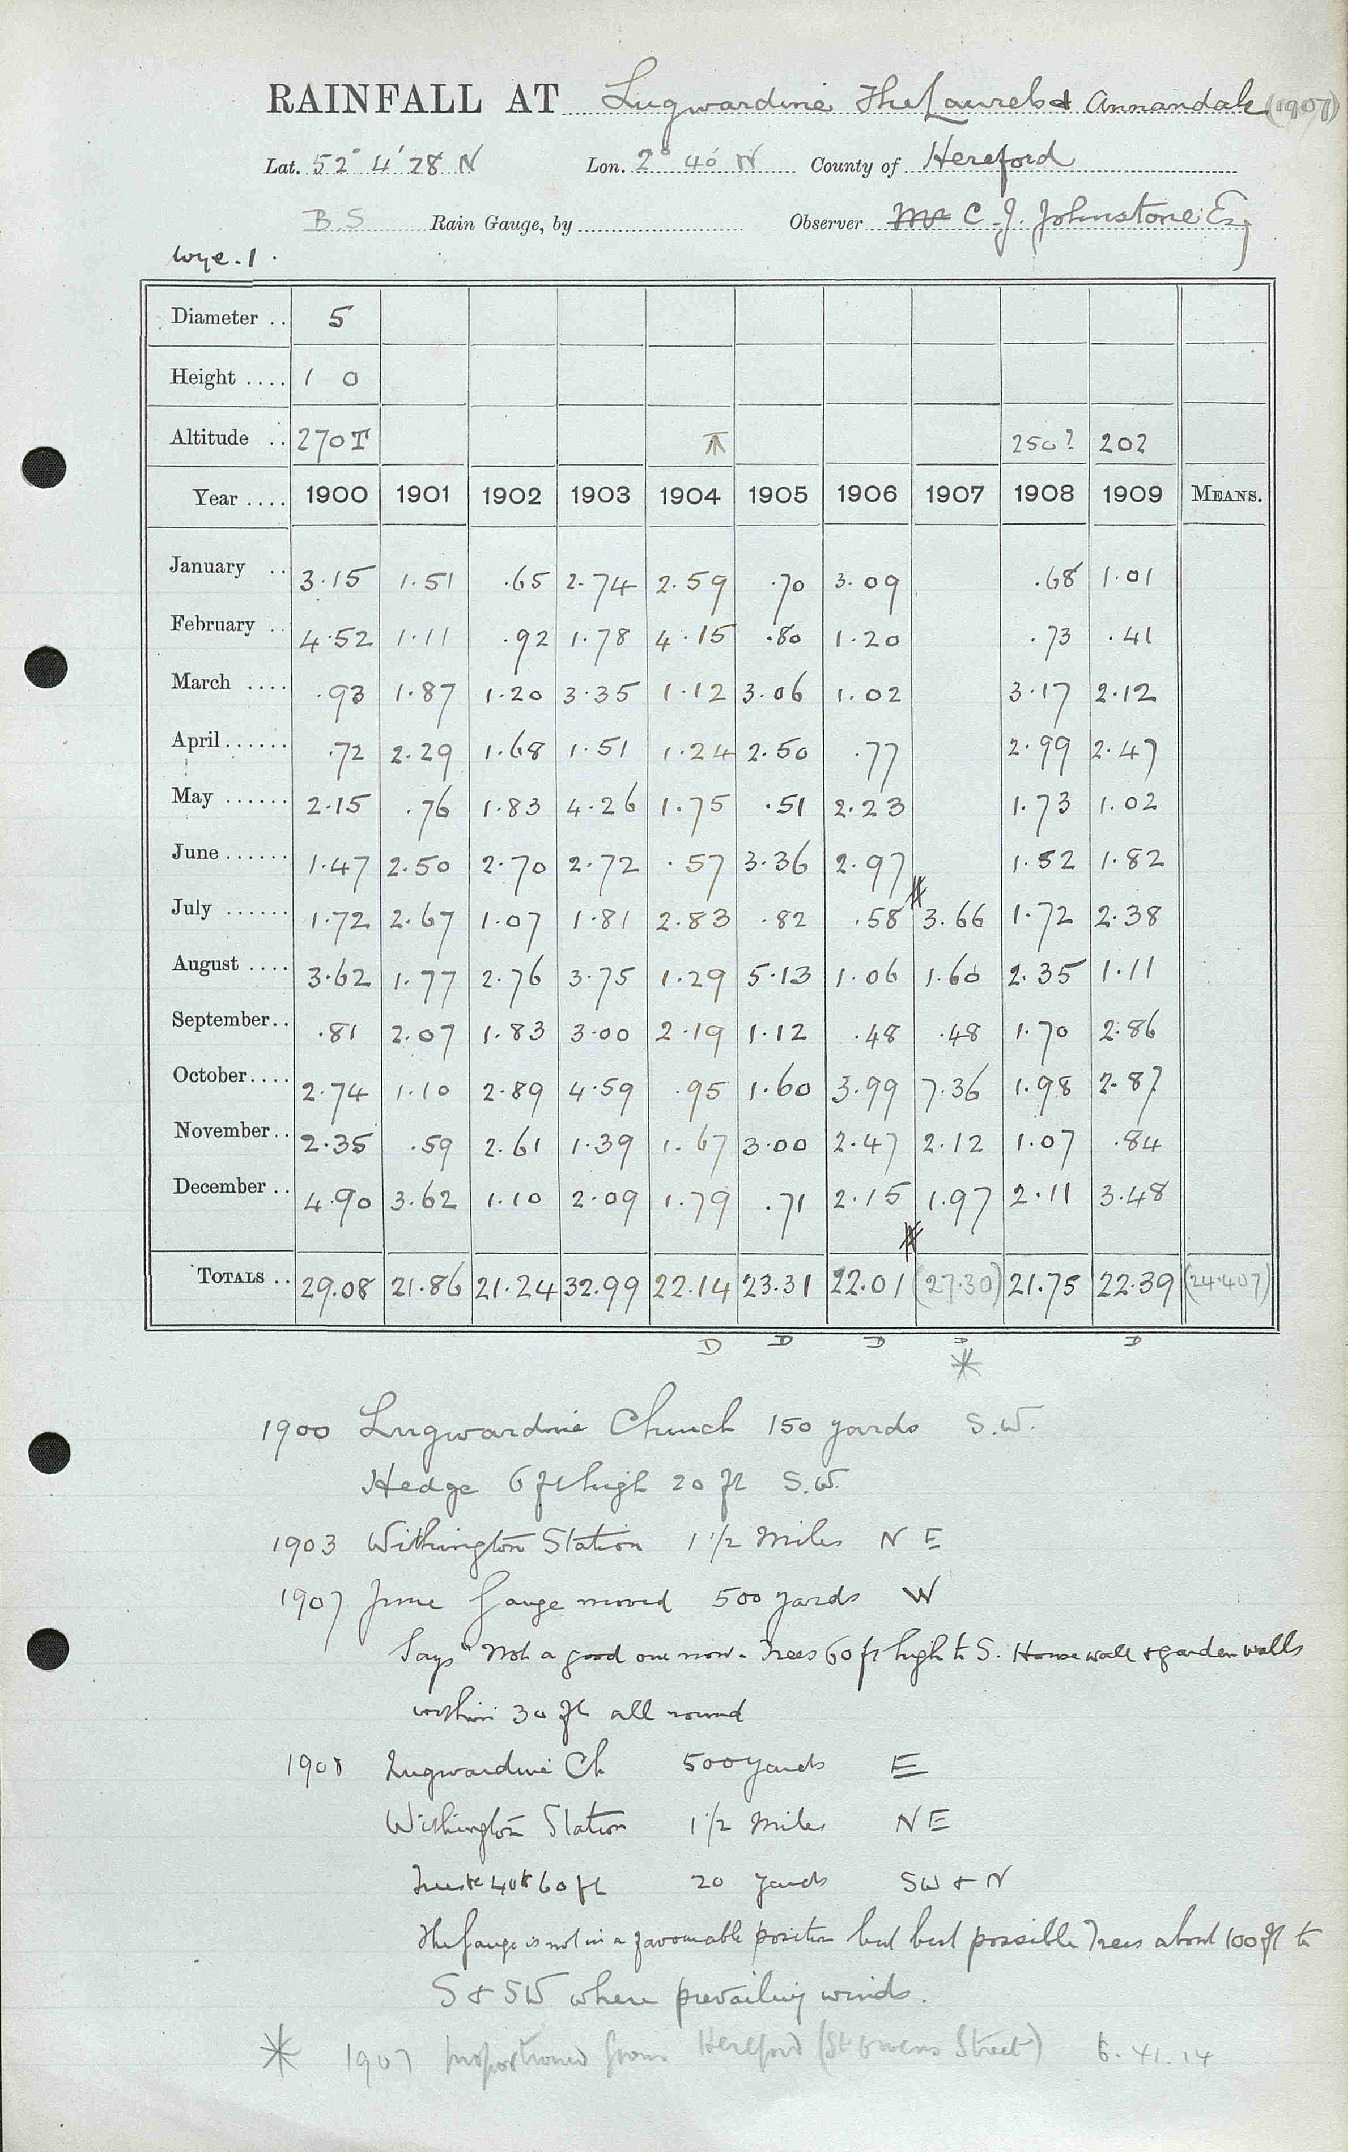 RAINFALL AT Lugwardine The Laurels & Annandale (1907)
Lat. 52° 4' 28 N Lon. 2° 40' W County of Hereford
B S Rain Gauge, by Observer Mr C. J. Johnstone Esq
Wye. 1.
Diameter .. 5
Height .... 1 0
Altitude .. 270T 250? 202
Year .... 1900 1901 1902 1903 1904 1905 1906 1907 1908 1909 MEANS.
January .. 3.15 1.51 .65 2.74 2.59 .70 3.09 .68 1.01
February .. 4.52 1.11 .92 1.78 4.15 .80 1.20 .73 .41
March .... .93 1.87 1.20 3.35 1.12 3.06 1.02 3.17 2.12
April...... .72 2.29 1.68 1.51 1.24 2.50 .77 2.99 2.47
May ...... 2.15 .76 1.83 4.26 1.75 .51 2.23 1.73 1.02
June...... 1.47 2.50 2.70 2.72 .57 3.36 2.97 1.52 1.82
July ...... 1.72 2.67 1.07 1.81 2.83 .82 .58 3.66 1.72 2.38
August .... 3.62 1.77 2.76 3.75 1.29 5.13 1.06 1.60 2.35 1.11
September.. .81 2.07 1.83 3.00 2.19 1.12 .48 .48 1.70 2.86
October.... 2.74 1.10 2.89 4.59 .95 1.60 3.99 7.36 1.98 2.87
November.. 2.35 .59 2.61 1.39 1.67 3.00 2.47 2.12 1.07 .84
December .. 4.90 3.62 1.10 2.09 1.79 .71 2.15 1.97 2.11 3.48
TOTALS .. 29.08 21.86 21.24 32.99 22.14 23.31 22.01 (27.30) 21.75 22.39 (24.407)
D D D D D
*
1900 Lugwardine Church 150 yards S.W.
Hedge 6 ft high 20 ft S.W.
1903 Withington Station 1 1/2 Miles N E
1907 June Gauge moved 500 yards W
Says "Not a good one now. Trees 60 ft high to S. House wall & garden walls
within 30 ft all round
1908 Lugwardine Ch 500 yards E
Withington Station 1 1/2 Miles NE
40 to 60 ft 20 yards SW & N
The gauge is not in a favourable position but best possible Trees about 100 ft to
S & SW where prevailing winds.
* 1907 proportioned from Hereford (St Owens Street) 6.41.14